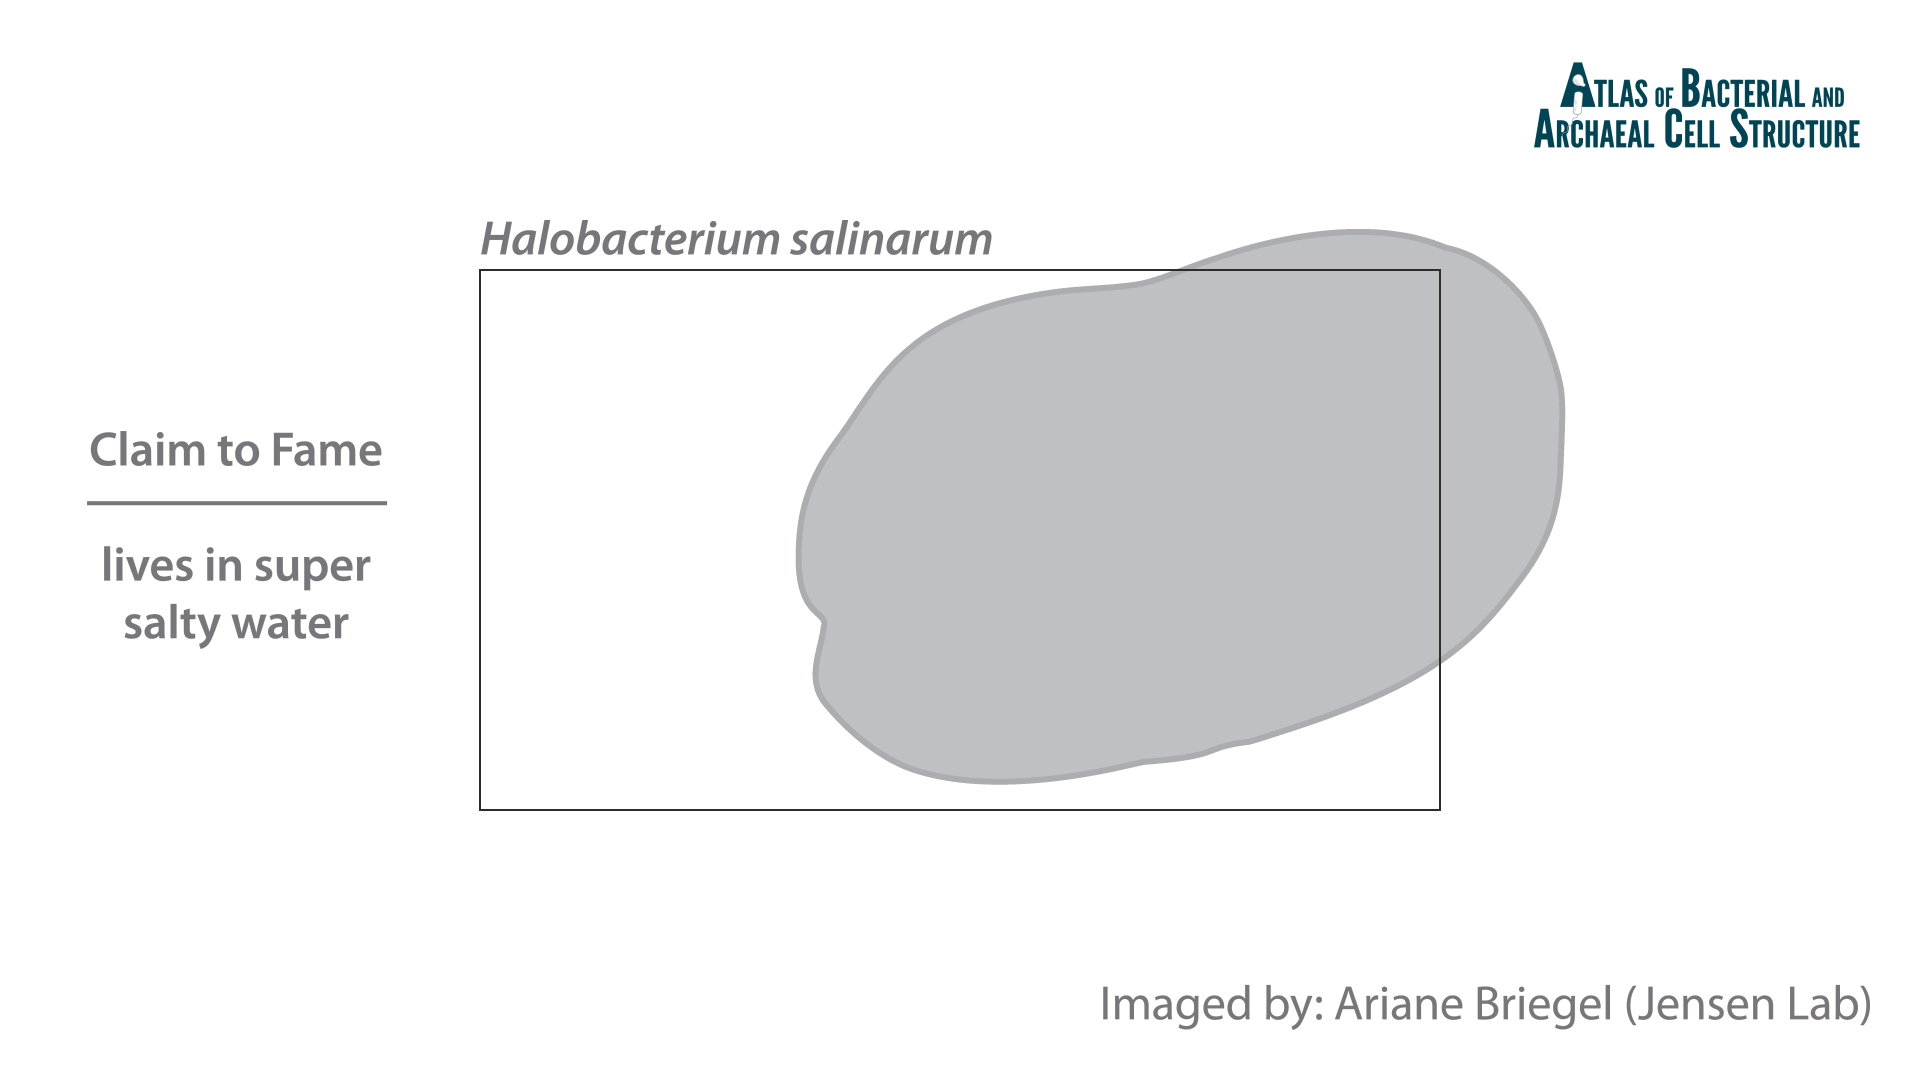 ATLAS OF BACTERIAL AND
ARCHAEAL CELL STRUCTURE
Halobacterium salinarum
Claim to Fame
lives in super
salty water
Imaged by: Ariane Briegel (Jensen Lab)